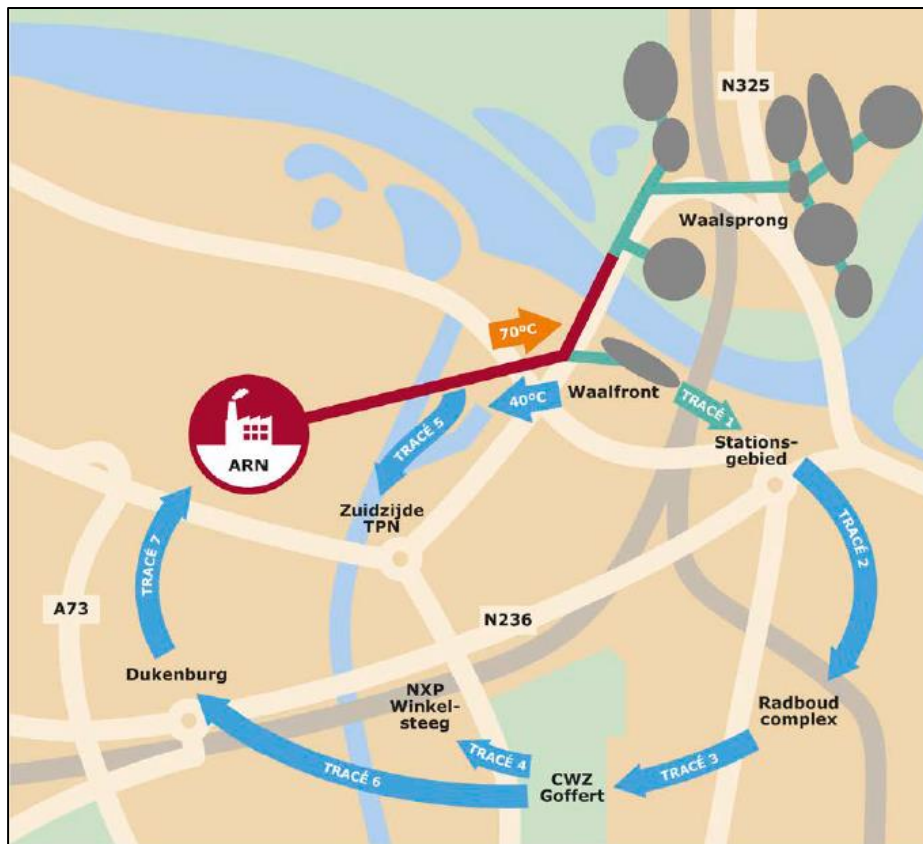 N325
Waalsprong
70°C
40°C
Waalfront
TRACÉ 1
Stations-
gebied
TRACÉ 5
ARN
Zuidzijde
TPN
TRACÉ 2
TRACÉ 7
A73
N236
Dukenburg
NXP
Winkel-
steeg
Radboud
complex
TRACÉ 3
TRACÉ 4
CWZ
Goffert
TRACÉ 6